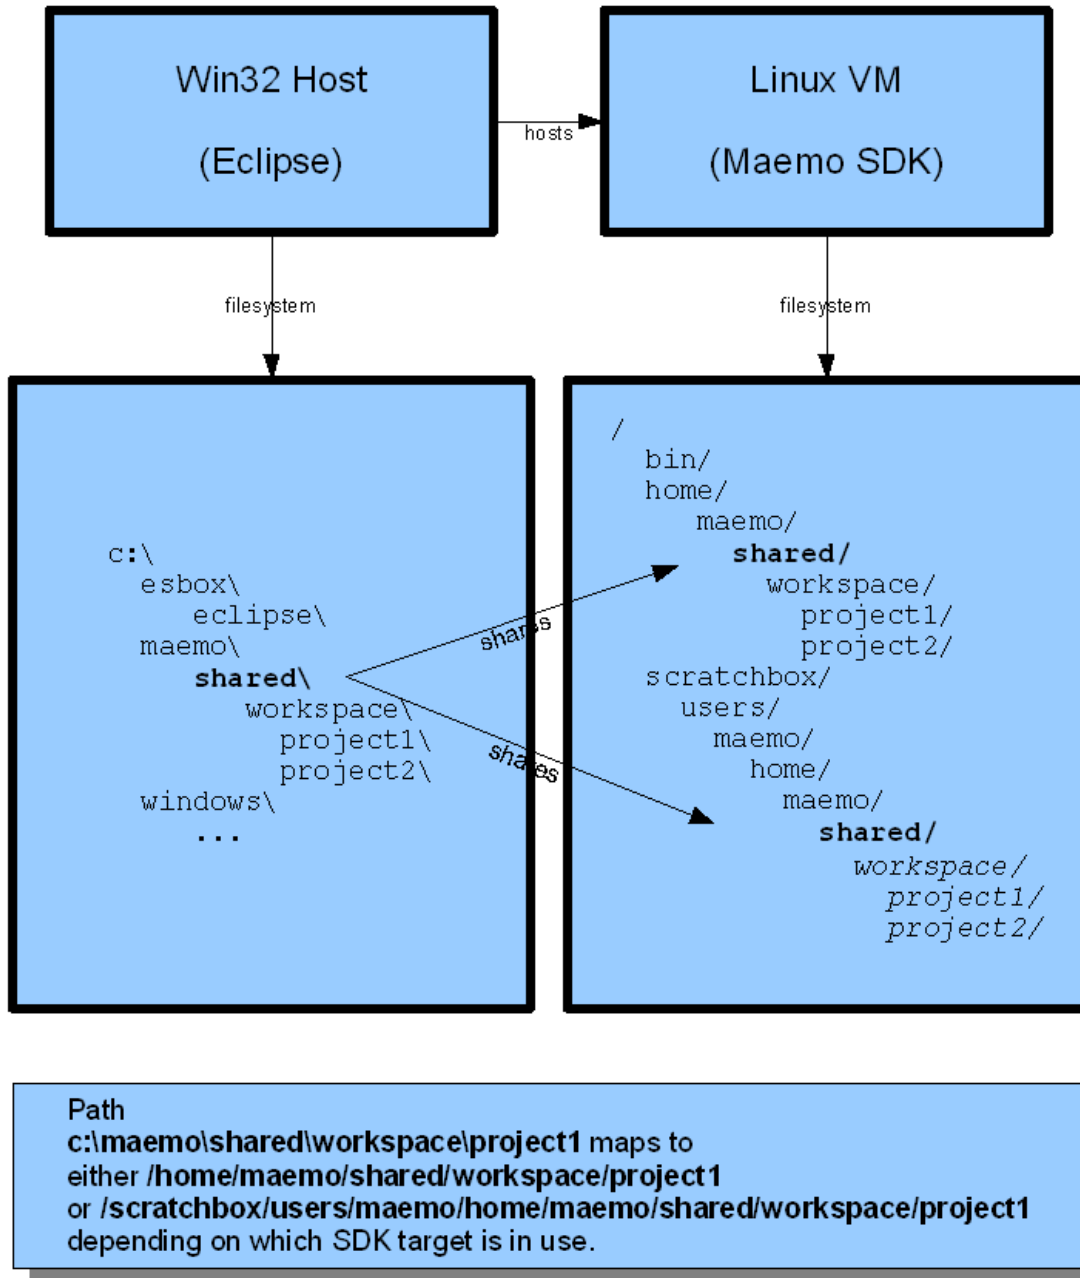 Win32 Host
(Eclipse)
hosts
Linux VM
(Maemo SDK)
filesystem
filesystem
c:\
esbox\
eclipse\
maemo\
shared\
workspace\
project1\
project2\
windows\
...
shares
shares
/
bin/
home/
maemo/
shared/
workspace/
project1/
project2/
scratchbox/
users/
maemo/
home/
maemo/
shared/
workspace/
project1/
project2/
Path
c:\maemo\shared\workspace\project1 maps to
either /home/maemo/shared/workspace/project1
or /scratchbox/users/maemo/home/maemo/shared/workspace/project1
depending on which SDK target is in use.